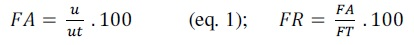 FA = u/ut . 100 (eq. 1); FR = FA/FT . 100